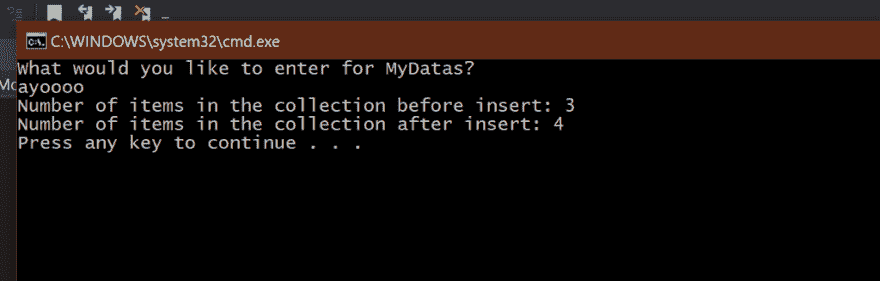 C:\WINDOWS\system32\cmd.exe
What would you like to enter for MyDatas?
Mo
ayoooo
Number of items in the collection before insert: 3
Number of items in the collection after insert: 4
Press any key to continue . . .